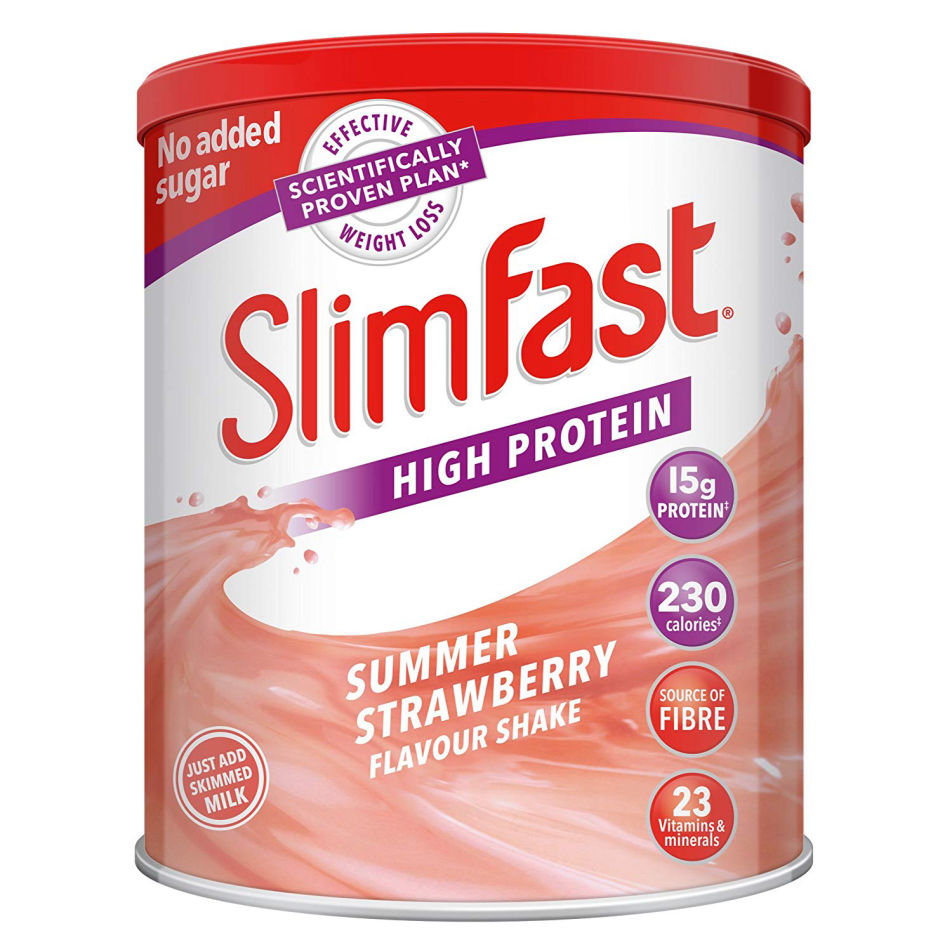 No added
sugar
EFFECTIVE
SCIENTIFICALLY
PROVEN PLAN*
WEIGHT LOSS
SlimFast®
HIGH PROTEIN
15g
PROTEIN‡
230
calories‡
SUMMER
STRAWBERRY
FLAVOUR SHAKE
SOURCE OF
FIBRE
JUST ADD
SKIMMED
MILK
23
Vitamins &
minerals